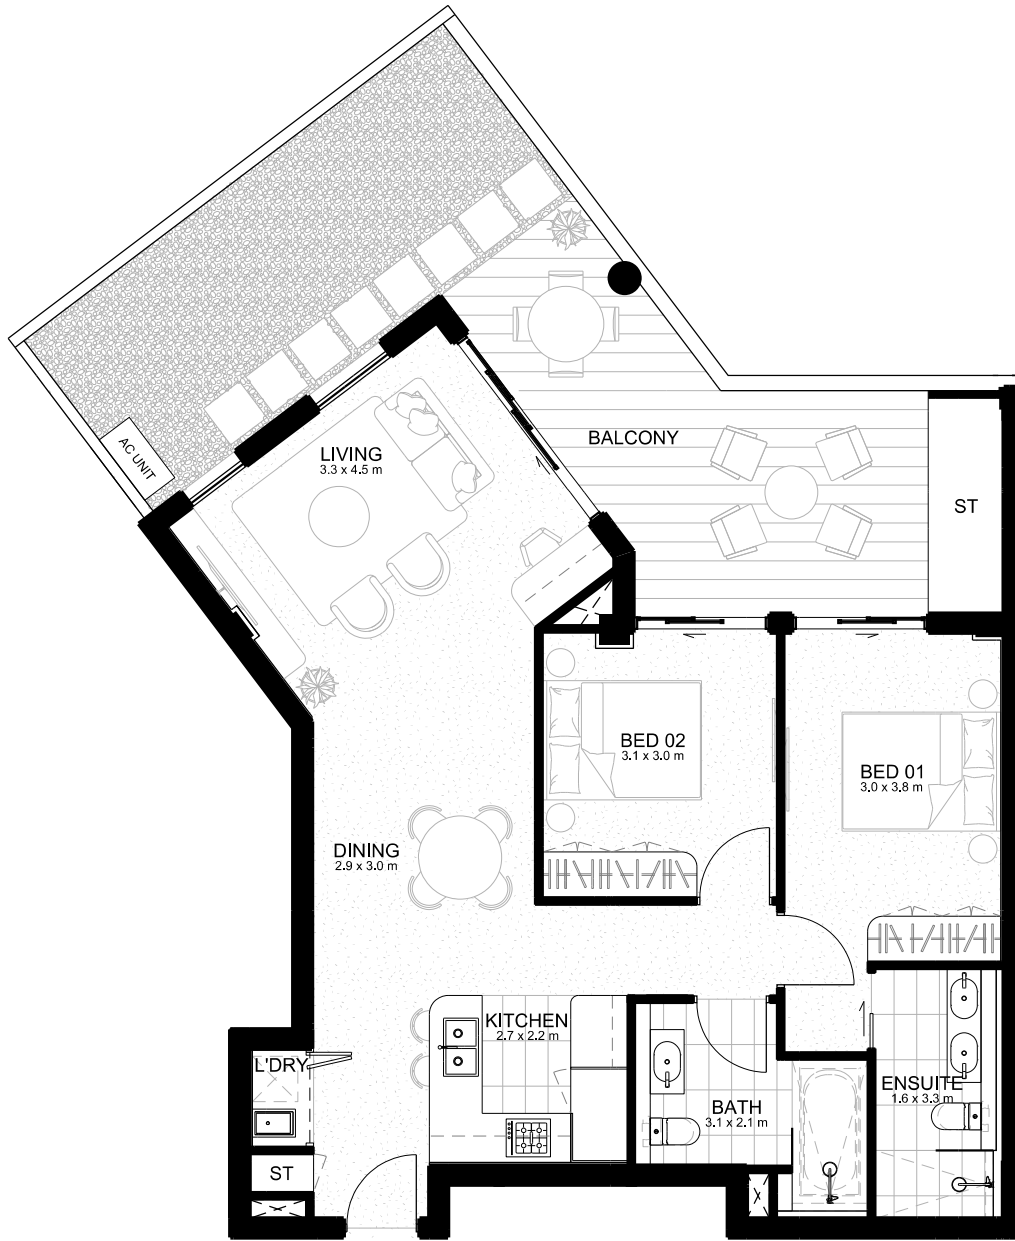 AC UNIT
LIVING
3.3 x 4.5 m
BALCONY
ST
BED 02
3.1 x 3.0 m
BED 01
3.0 x 3.8 m
DINING
2.9 x 3.0 m
KITCHEN
2.7 x 2.2 m
L'DRY
ENSUITE
1.6 x 3.3 m
BATH
3.1 x 2.1 m
ST